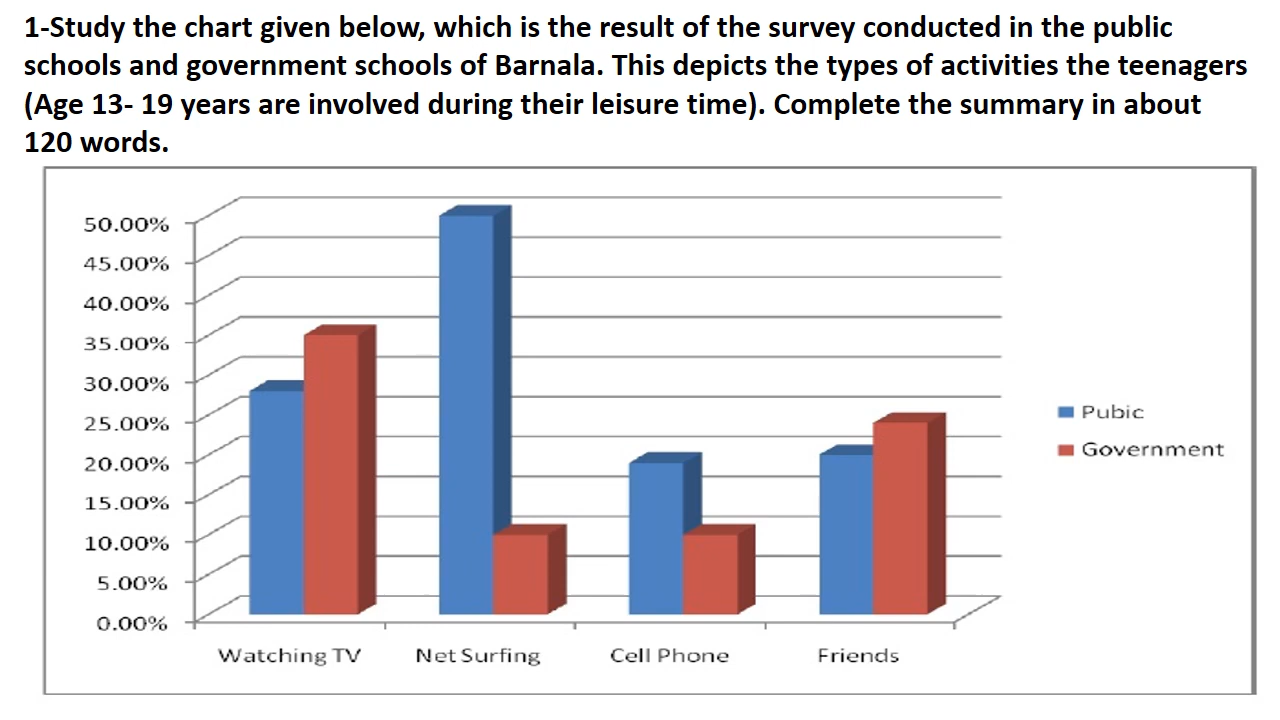 1-Study the chart given below, which is the result of the survey conducted in the public
schools and government schools of Barnala. This depicts the types of activities the teenagers
(Age 13- 19 years are involved during their leisure time). Complete the summary in about
120 words.
50.00%
45.00%
40.00%
35.00%
30.00%
25.00%
20.00%
15.00%
10.00%
5.00%
0.00%
Watching TV
Net Surfing
Cell Phone
Friends
Pubic
Government